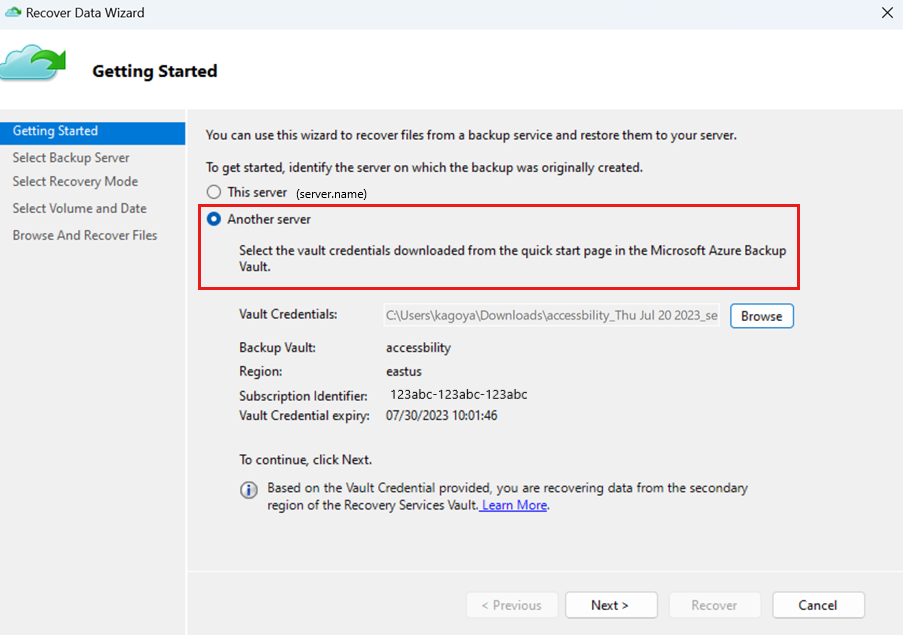 Recover Data Wizard
Getting Started
Getting Started
Select Backup Server
Select Recovery Mode
Select Volume and Date
Browse And Recover Files
You can use this wizard to recover files from a backup service and restore them to your server.
To get started, identify the server on which the backup was originally created.
This server (server.name)
Another server
Select the vault credentials downloaded from the quick start page in the Microsoft Azure Backup
Vault.
Vault Credentials: C:\Users\kagoya\Downloads\accessbility_Thu Jul 20 2023_se Browse
Backup Vault: accessbility
Region: eastus
Subscription Identifier: 123abc-123abc-123abc
Vault Credential expiry: 07/30/2023 10:01:46
To continue, click Next.
Based on the Vault Credential provided, you are recovering data from the secondary
region of the Recovery Services Vault. Learn More.
< Previous Next > Recover Cancel